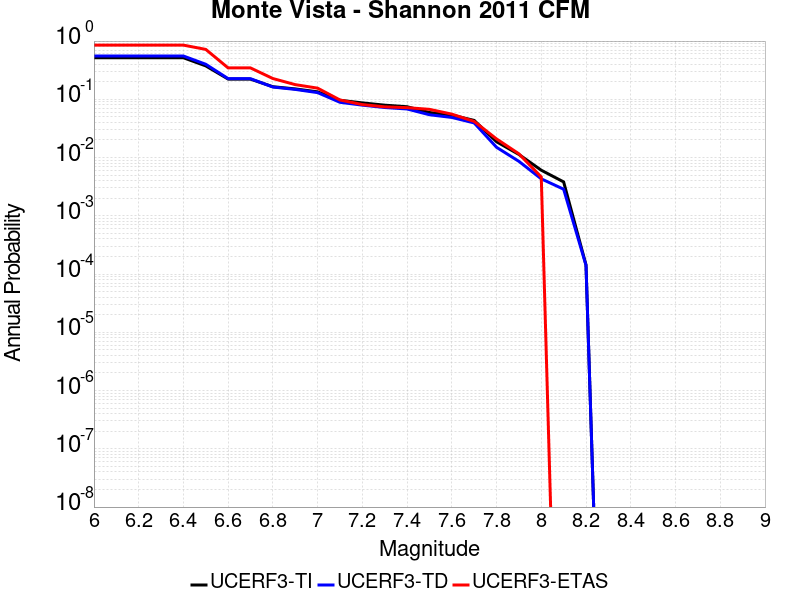 Monte Vista - Shannon 2011 CFM
10^0
10^-1
10^-2
10^-3
10^-4
10^-5
10^-6
10^-7
10^-8
Annual Probability
6 6.2 6.4 6.6 6.8 7 7.2 7.4 7.6 7.8 8 8.2 8.4 8.6 8.8 9
Magnitude
UCERF3-TI UCERF3-TD UCERF3-ETAS